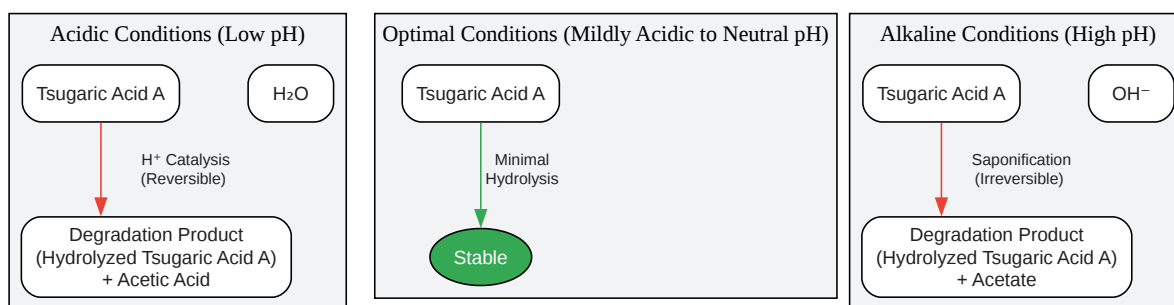 Acidic Conditions (Low pH)
Tsugaric Acid A
H₂O
H⁺ Catalysis
(Reversible)
Degradation Product
(Hydrolyzed Tsugaric Acid A)
+ Acetic Acid
Optimal Conditions (Mildly Acidic to Neutral pH)
Tsugaric Acid A
Minimal
Hydrolysis
Stable
Alkaline Conditions (High pH)
Tsugaric Acid A
OH⁻
Saponification
(Irreversible)
Degradation Product
(Hydrolyzed Tsugaric Acid A)
+ Acetate